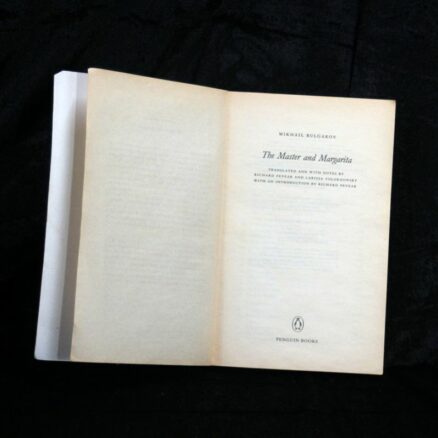 MIKHAIL BULGAKOV
The Master and Margarita
TRANSLATED AND WITH NOTES BY
RICHARD PEVEAR AND LARISSA VOLOKHONSKY
WITH AN INTRODUCTION BY RICHARD PEVEAR
PENGUIN BOOKS